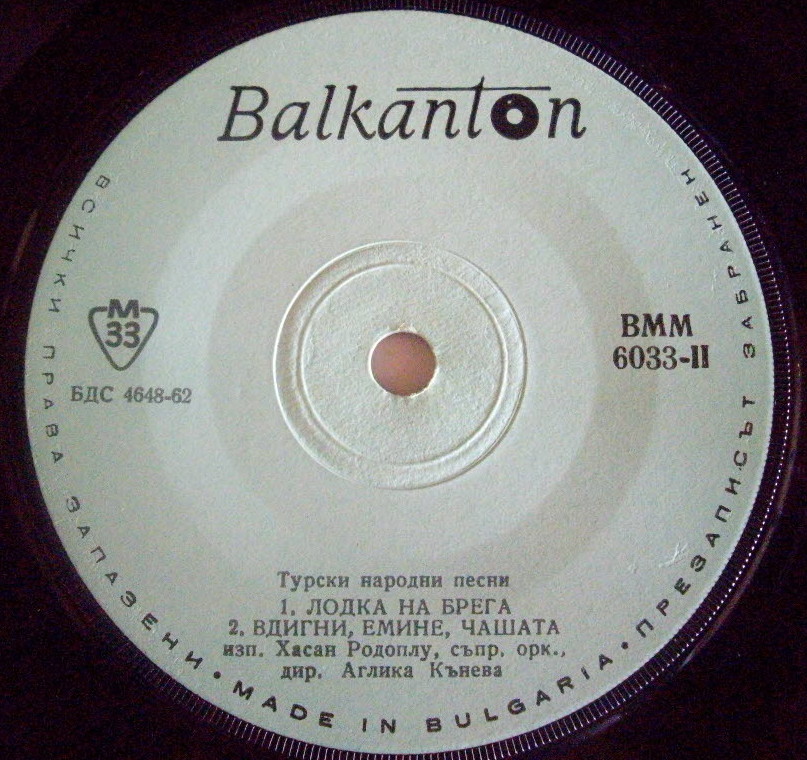 Balkanton
M
33
БДС 4648-62
ВММ
6033-II
Турски народни песни
1. ЛОДКА НА БРЕГА
2. ВДИГНИ, ЕМИНЕ, ЧАШАТА
изп. Хасан Родоплу, съпр. орк.,
дир. Аглика Кънева
ВСИЧКИ ПРАВА ЗАПАЗЕНИ • MADE IN BULGARIA • ПРЕЗАПИСЪТ ЗАБРАНЕН